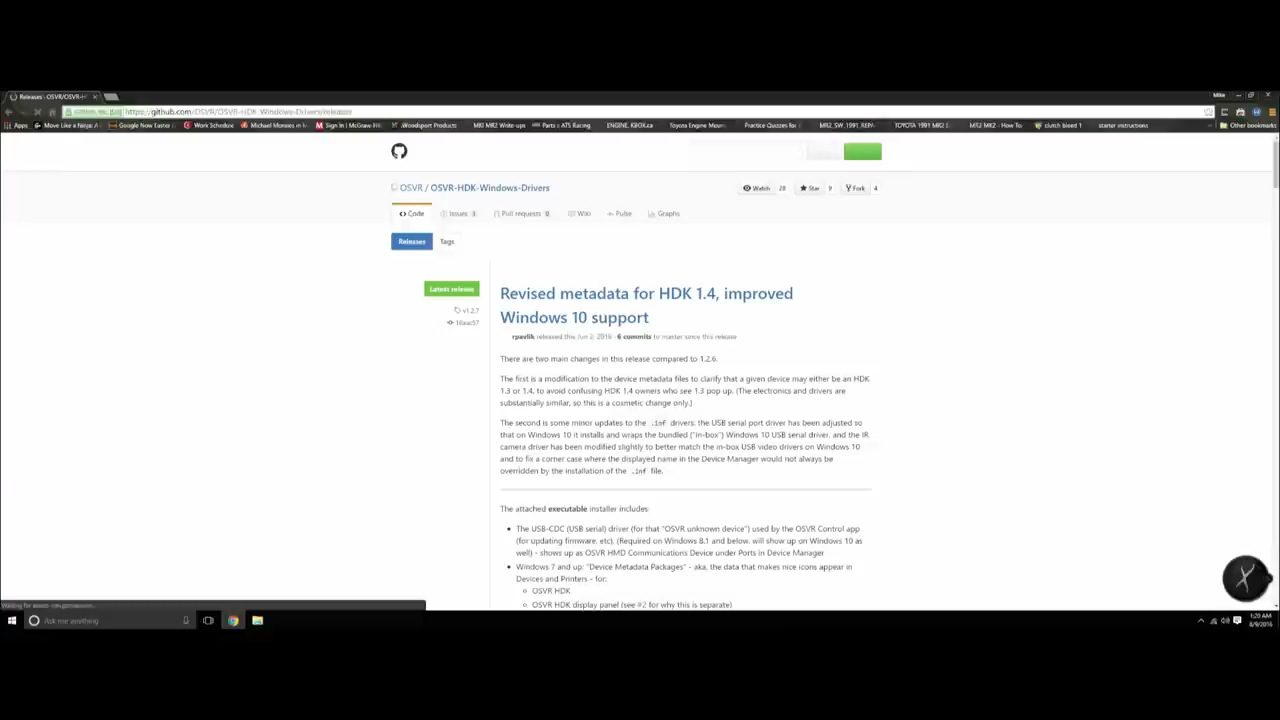 Releases · OSVR/OSVR-H
Mike
https://github.com/OSVR/OSVR-HDK-Windows-Drivers/releases
Apps
Move Like a Ninja
Google Now Easter
Work Schedule
Michael Monses in
Sign In | McGraw-H
Woodsport Products
MKI MR2 Write-ups
Parts :: ATS Racing
ENGINE, KBOX.ca
Toyota Engine Mou
Practice Quizzes for
MR2_SW_1991_REPA
TOYOTA 1991 MR2
MR2 MK2 - How To
clutch bleed 1
starter instructions
Other bookmarks
OSVR / OSVR-HDK-Windows-Drivers
Watch 28
Star 9
Fork 4
Code
Issues 3
Pull requests 0
Wiki
Pulse
Graphs
Releases
Tags
Latest release
v1.2.7
Revised metadata for HDK 1.4, improved
Windows 10 support
rpavlik released this Jun 2, 2016 · 6 commits to master since this release
There are two main changes in this release compared to 1.2.6.
The first is a modification to the device metadata files to clarify that a given device may either be an HDK
1.3 or 1.4, to avoid confusing HDK 1.4 owners who see 1.3 pop up. (The electronics and drivers are
substantially similar, so this is a cosmetic change only.)
The second is some minor updates to the .inf drivers: the USB serial port driver has been adjusted so
that on Windows 10 it installs and wraps the bundled ("in-box") Windows 10 USB serial driver, and the IR
camera driver has been modified slightly to better match the in-box USB video drivers on Windows 10
and to fix a corner case where the displayed name in the Device Manager would not always be
overridden by the installation of the .inf file.
The attached executable installer includes:
• The USB-CDC (USB serial) driver (for that "OSVR unknown device") used by the OSVR Control app
(for updating firmware, etc), (Required on Windows 8.1 and below, will show up on Windows 10 as
well) - shows up as OSVR HMD Communications Device under Ports in Device Manager
• Windows 7 and up: "Device Metadata Packages" - aka, the data that makes nice icons appear in
Devices and Printers - for:
○ OSVR HDK
○ OSVR HDK display panel (see #2 for why this is separate)
Ask me anything
1:20 AM
8/9/2016